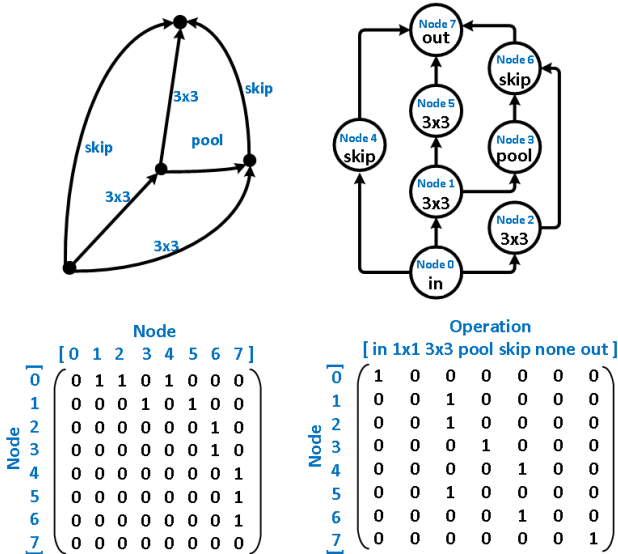 skip
3x3
pool
skip
3x3
3x3
Node 7
out
Node 6
skip
Node 5
3x3
Node 4
skip
Node 3
pool
Node 1
3x3
Node 2
3x3
Node 0
in
Node
[ 0 1 2 3 4 5 6 7 ]
Node
[ 0 1 2 3 4 5 6 7 ]
0 1 1 0 1 0 0 0
0 0 0 1 0 1 0 0
0 0 0 0 0 0 1 0
0 0 0 0 0 0 1 0
0 0 0 0 0 0 0 1
0 0 0 0 0 0 0 1
0 0 0 0 0 0 0 1
0 0 0 0 0 0 0 0
Operation
[ in 1x1 3x3 pool skip none out ]
Node
[ 0 1 2 3 4 5 6 7 ]
1 0 0 0 0 0 0
0 0 1 0 0 0 0
0 0 1 0 0 0 0
0 0 0 1 0 0 0
0 0 0 0 1 0 0
0 0 1 0 0 0 0
0 0 0 0 1 0 0
0 0 0 0 0 0 1